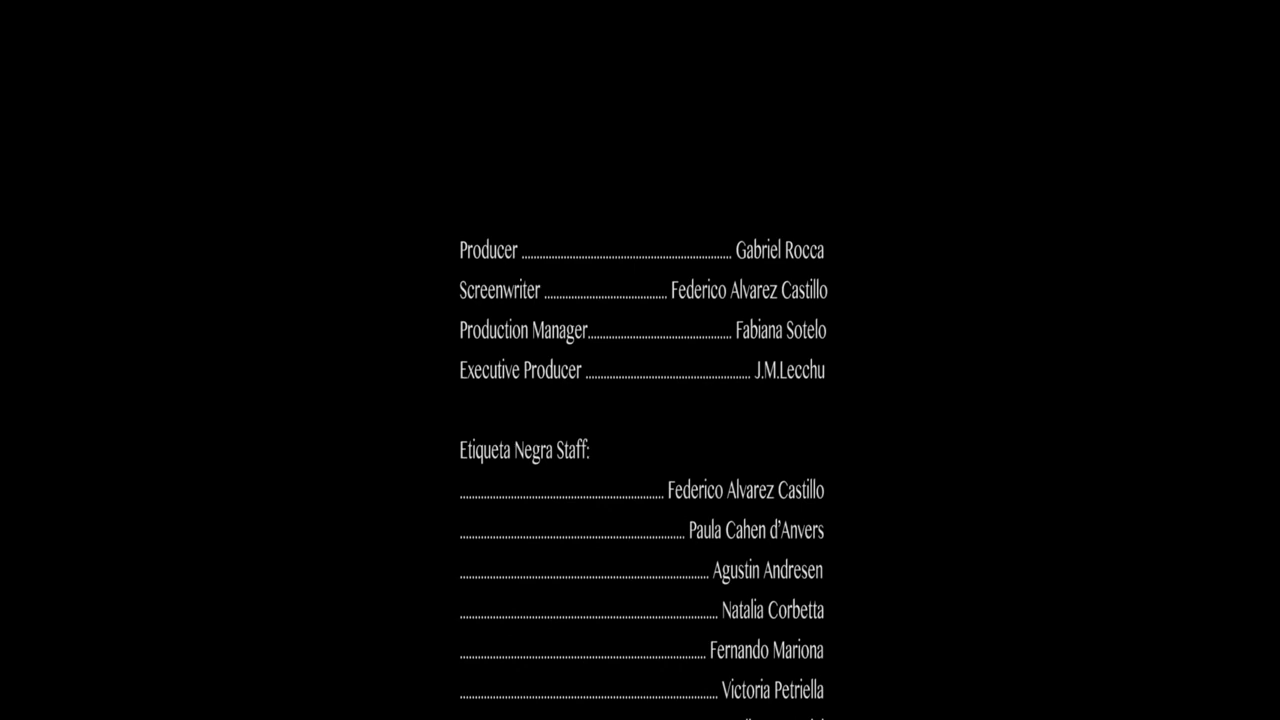 Producer ...................................................................... Gabriel Rocca
Screenwriter ......................................... Federico Alvarez Castillo
Production Manager................................................ Fabiana Sotelo
Executive Producer ....................................................... J.M.Lecchu
Etiqueta Negra Staff:
.................................................................... Federico Alvarez Castillo
........................................................................... Paula Cahen d'Anvers
................................................................................... Agustin Andresen
...................................................................................... Natalia Corbetta
.................................................................................. Fernando Mariona
...................................................................................... Victoria Petriella